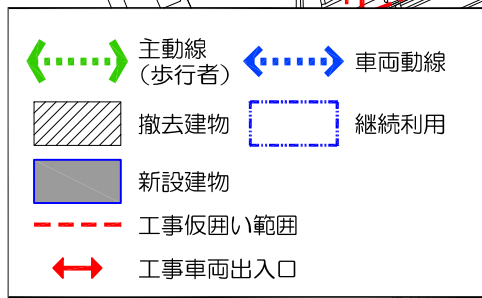 主動線
(歩行者)
車両動線
撤去建物
継続利用
新設建物
工事仮囲い範囲
工事車両出入口